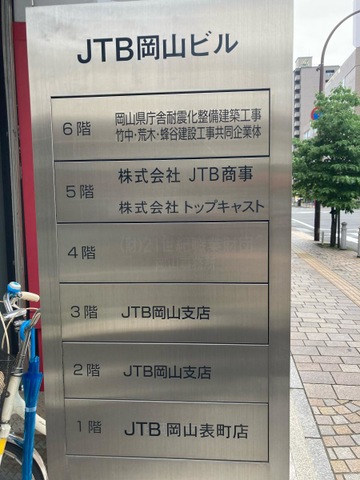 JTB岡山ビル
6階
岡山県庁舎耐震化整備建築工事
竹中・荒木・蜂谷建設工事共同企業体
5階
株式会社 JTB商事
株式会社 トップキャスト
4階
3階 JTB岡山支店
2階 JTB岡山支店
1階 JTB 岡山表町店